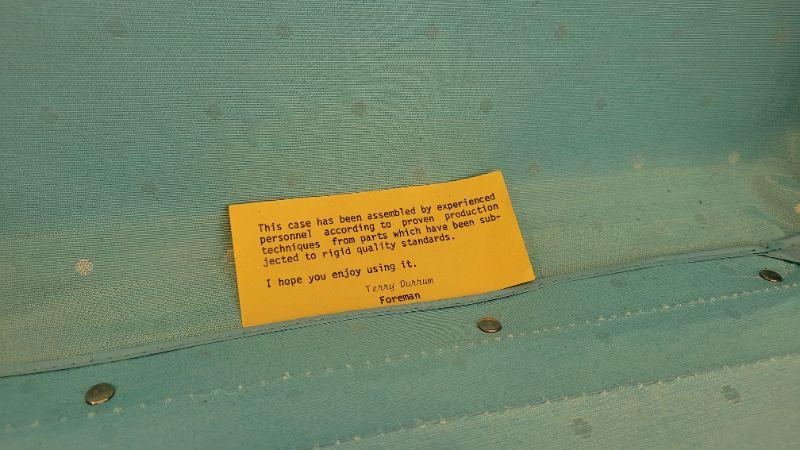 This case has been assembled by experienced
personnel according to proven production
techniques from parts which have been sub-
jected to rigid quality standards.
I hope you enjoy using it.
Terry Durrum
Foreman